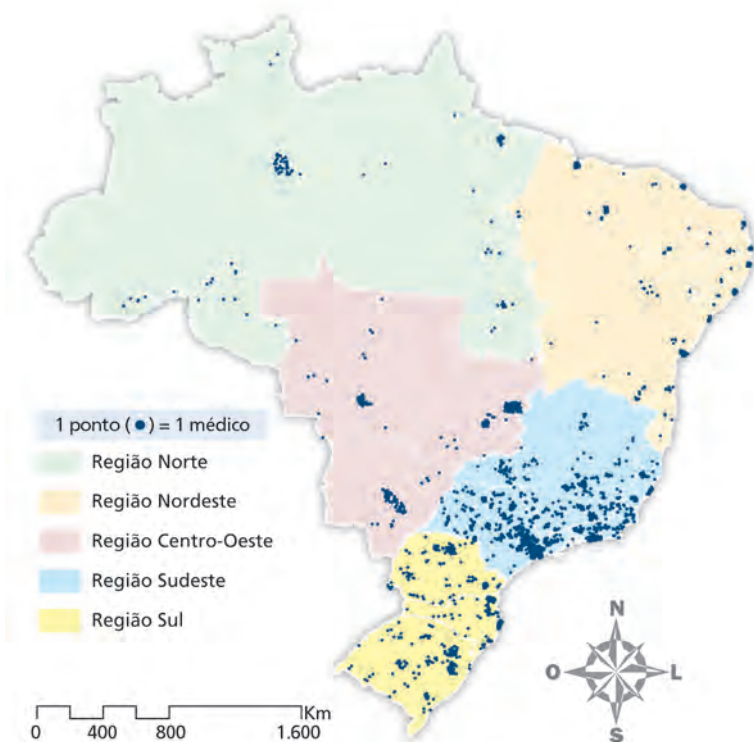 1 ponto (•) = 1 médico
Região Norte
Região Nordeste
Região Centro-Oeste
Região Sudeste
Região Sul
N
O L
S
Km
0 400 800 1.600